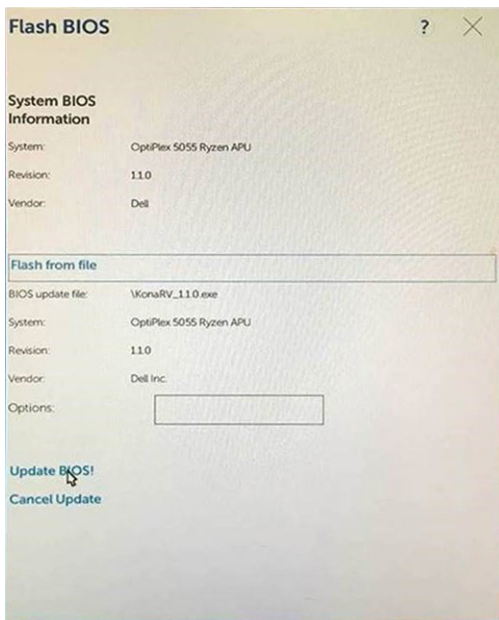 Flash BIOS
?
System BIOS
Information
System: OptiPlex 5055 Ryzen APU
Revision: 1.1.0
Vendor: Dell
Flash from file
BIOS update file: \KonaRV_1.1.0.exe
System: OptiPlex 5055 Ryzen APU
Revision: 1.1.0
Vendor: Dell Inc.
Options:
Update BIOS!
Cancel Update